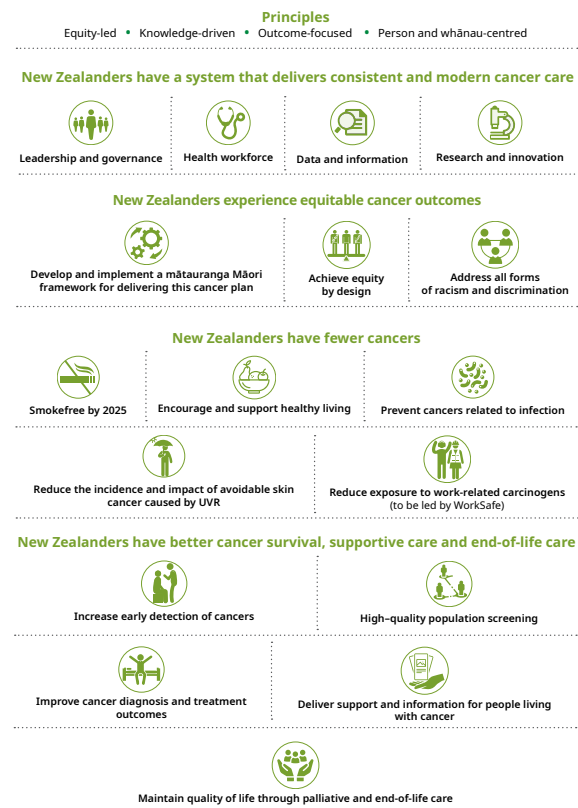 Principles
Equity-led • Knowledge-driven • Outcome-focused • Person and whānau-centred
New Zealanders have a system that delivers consistent and modern cancer care
Leadership and governance
Health workforce
Data and information
Research and innovation
New Zealanders experience equitable cancer outcomes
Develop and implement a mātauranga Māori
framework for delivering this cancer plan
Achieve equity
by design
Address all forms
of racism and discrimination
New Zealanders have fewer cancers
Smokefree by 2025
Encourage and support healthy living
Prevent cancers related to infection
Reduce the incidence and impact of avoidable skin
cancer caused by UVR
Reduce exposure to work-related carcinogens
(to be led by WorkSafe)
New Zealanders have better cancer survival, supportive care and end-of-life care
Increase early detection of cancers
High–quality population screening
Improve cancer diagnosis and treatment
outcomes
Deliver support and information for people living
with cancer
Maintain quality of life through palliative and end-of-life care